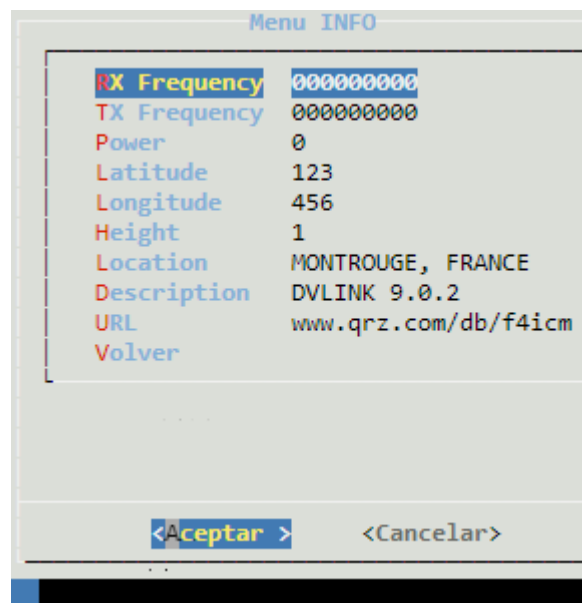 Menu INFO
RX Frequency 000000000
TX Frequency 000000000
Power 0
Latitude 123
Longitude 456
Height 1
Location MONTROUGE, FRANCE
Description DVLINK 9.0.2
URL www.qrz.com/db/f4icm
Volver
<Aceptar > <Cancelar>